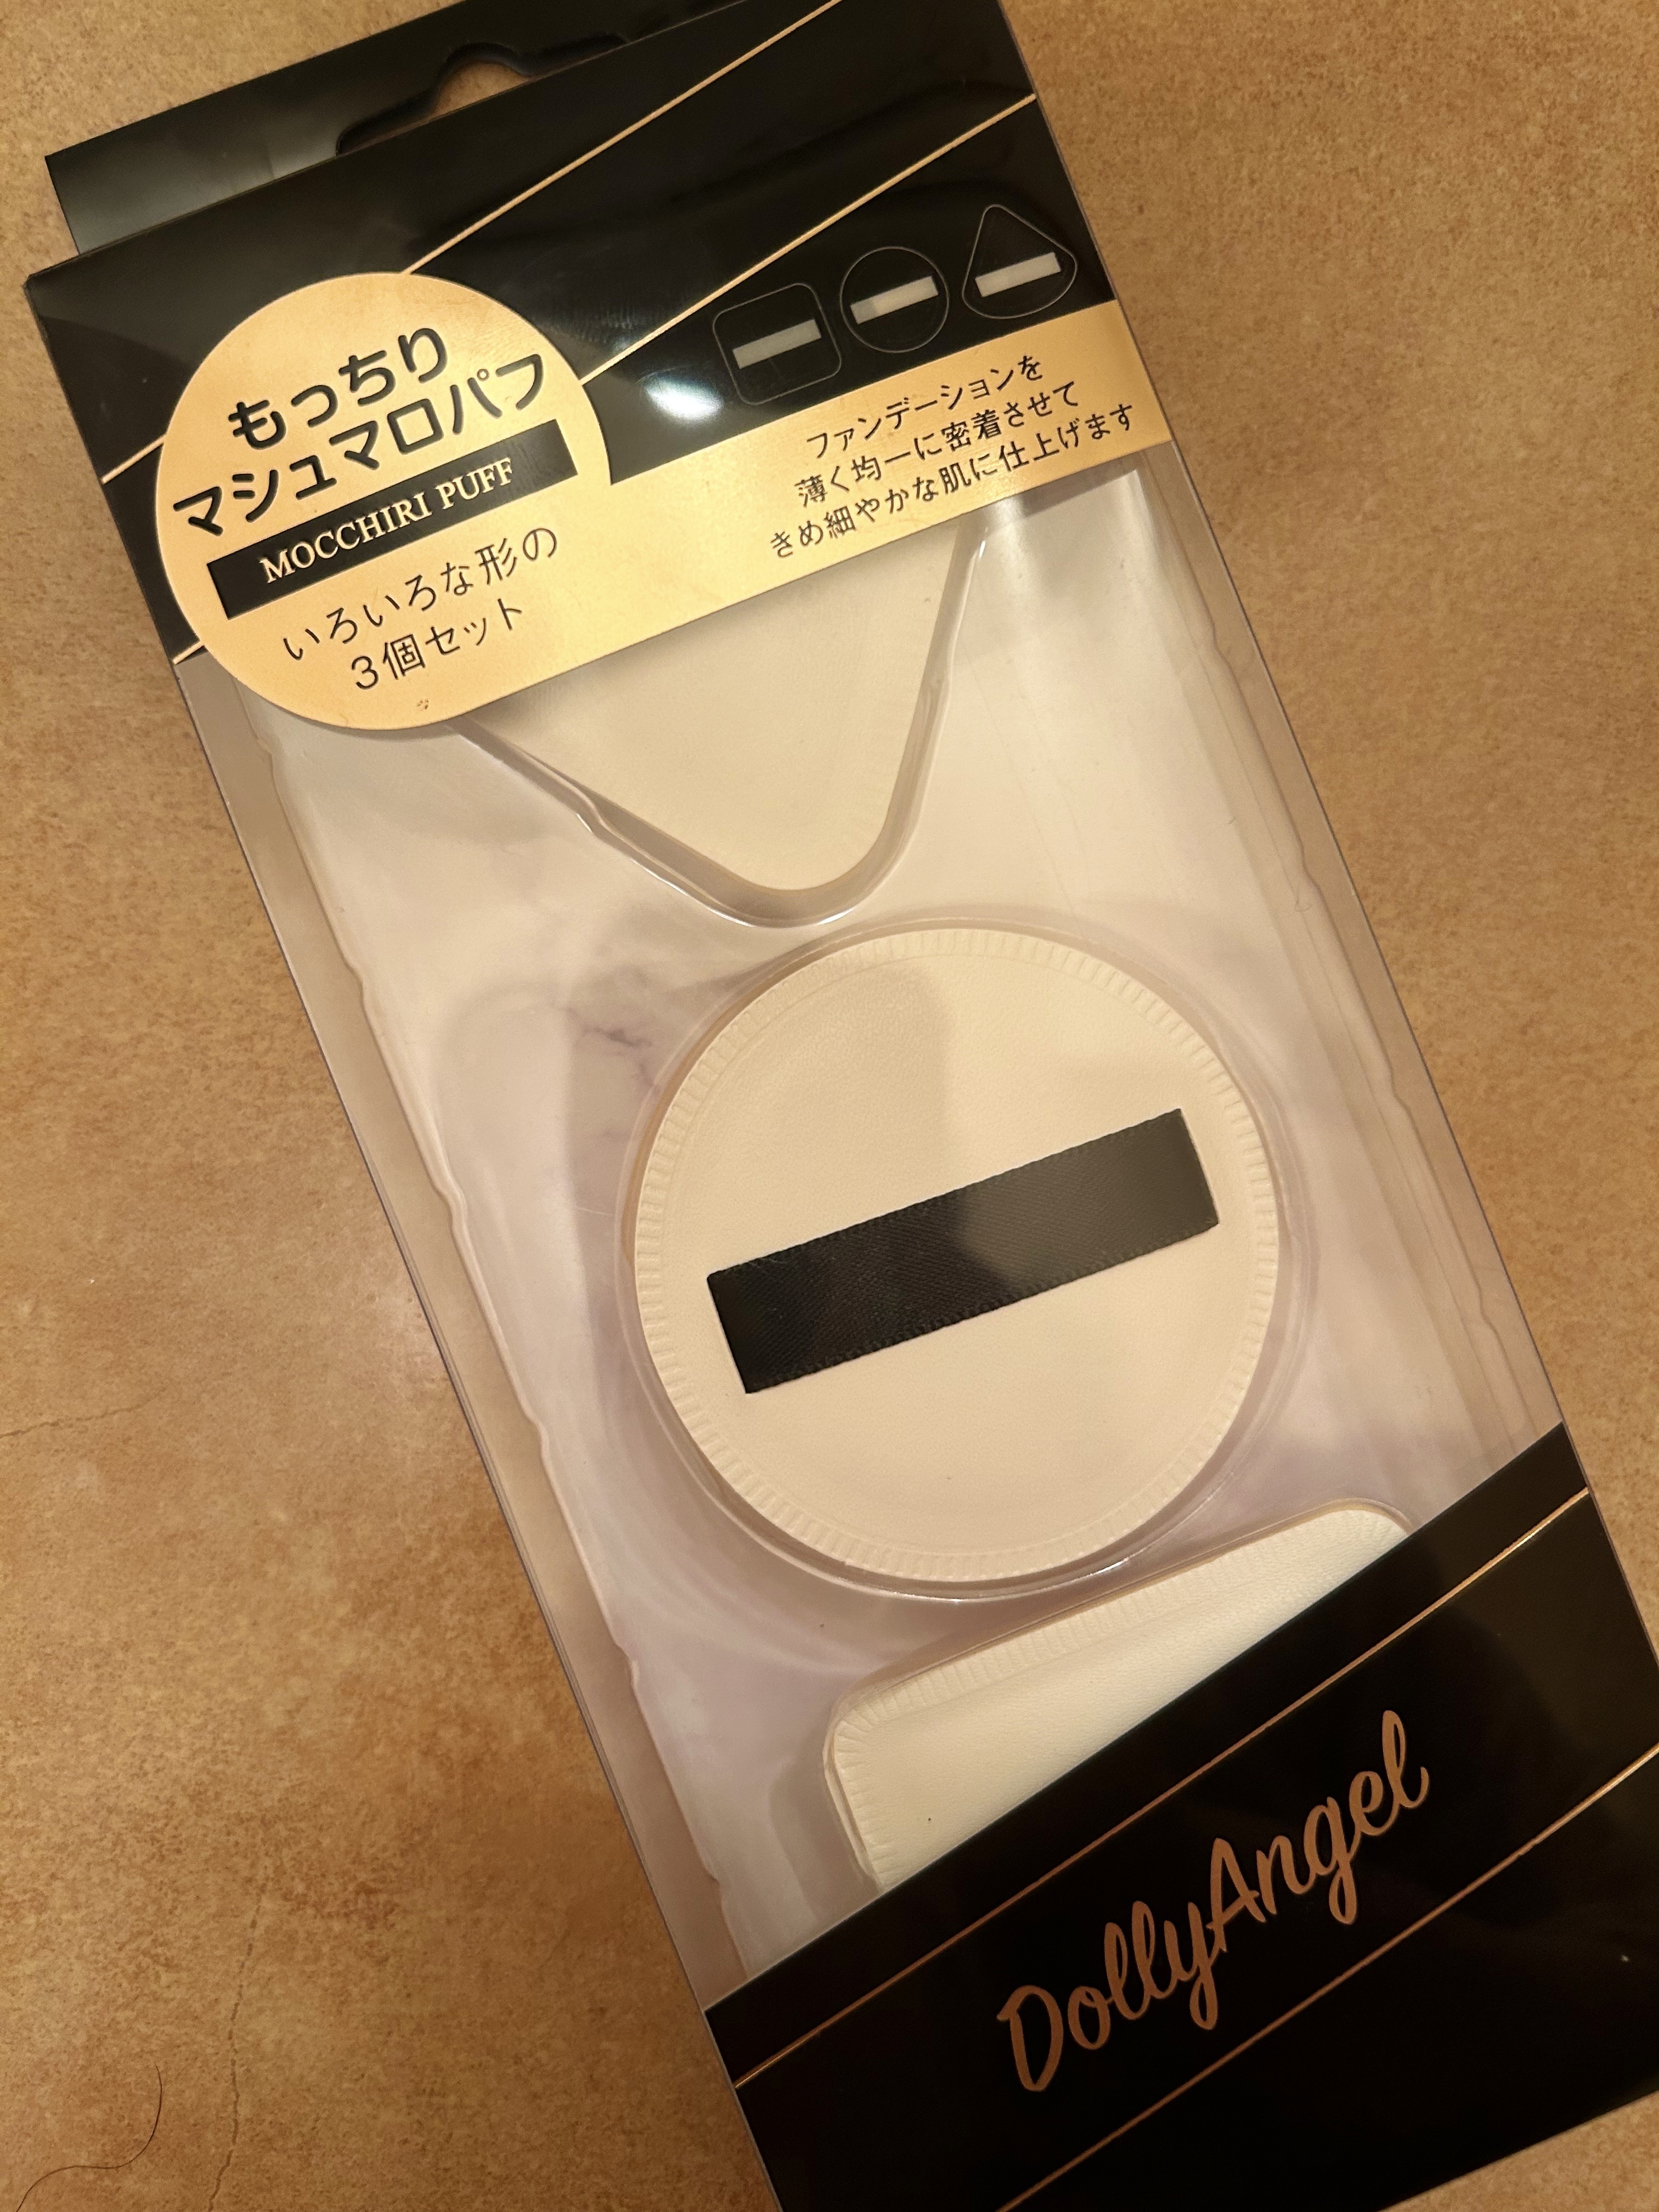 もっちり
マシュマロパフ
MOCCHIRI PUFF
いろいろな形の
3個セット
ファンデーションを
薄く均一に密着させて
きめ細やかな肌に仕上げます
DollyAngel